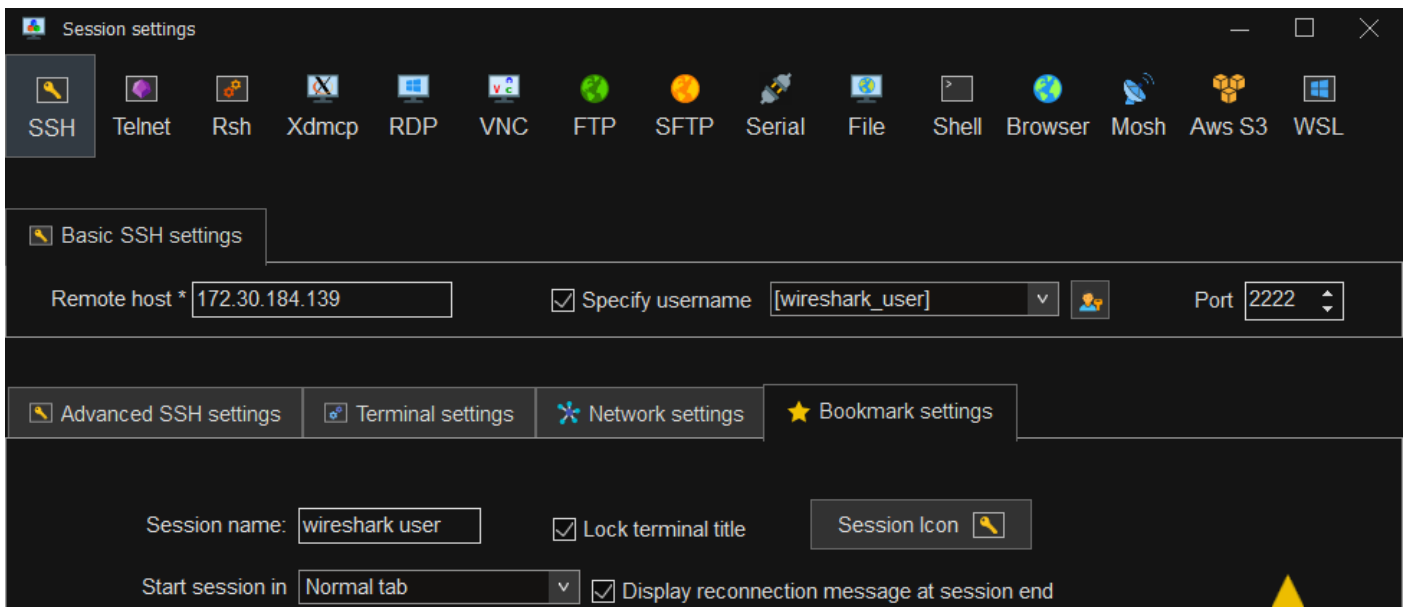 Session settings
SSH Telnet Rsh Xdmcp RDP VNC FTP SFTP Serial File Shell Browser Mosh Aws S3 WSL
Basic SSH settings
Remote host * 172.30.184.139 Specify username [wireshark_user] Port 2222
Advanced SSH settings Terminal settings Network settings Bookmark settings
Session name: wireshark user Lock terminal title Session Icon
Start session in Normal tab Display reconnection message at session end